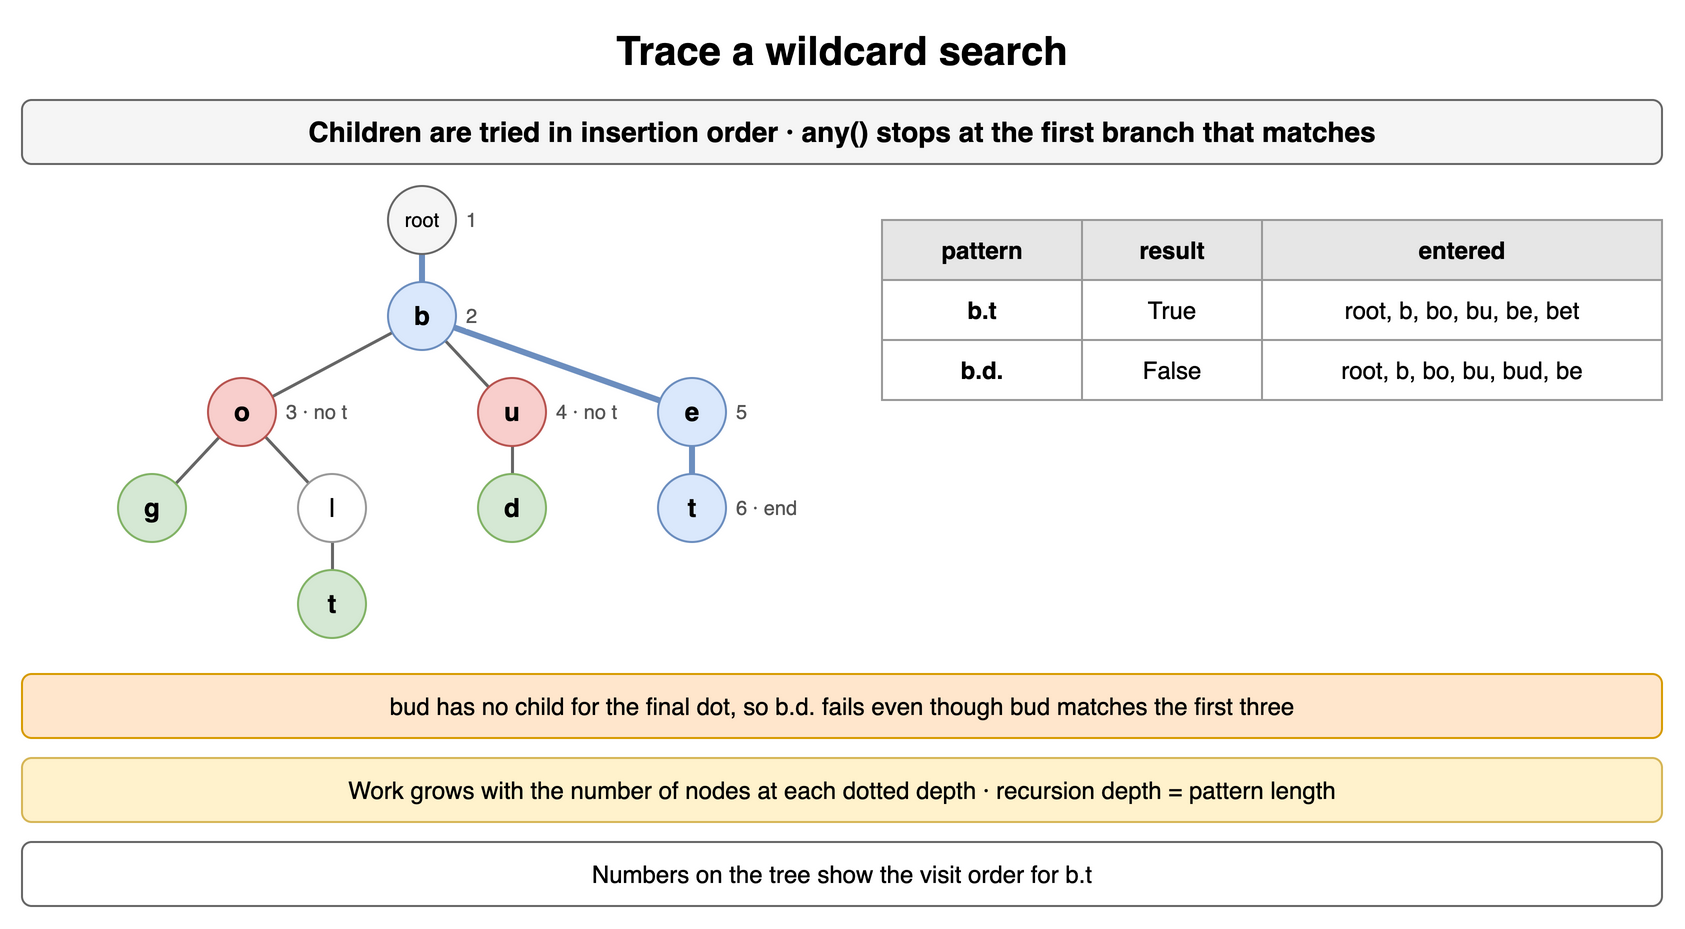 Trace a wildcard search
Children are tried in insertion order · any() stops at the first branch that matches
root 1
b 2
o 3 · no t
u 4 · no t
e 5
g
l
d
t 6 · end
t
pattern result entered
b.t True root, b, bo, bu, be, bet
b.d. False root, b, bo, bu, bud, be
bud has no child for the final dot, so b.d. fails even though bud matches the first three
Work grows with the number of nodes at each dotted depth · recursion depth = pattern length
Numbers on the tree show the visit order for b.t